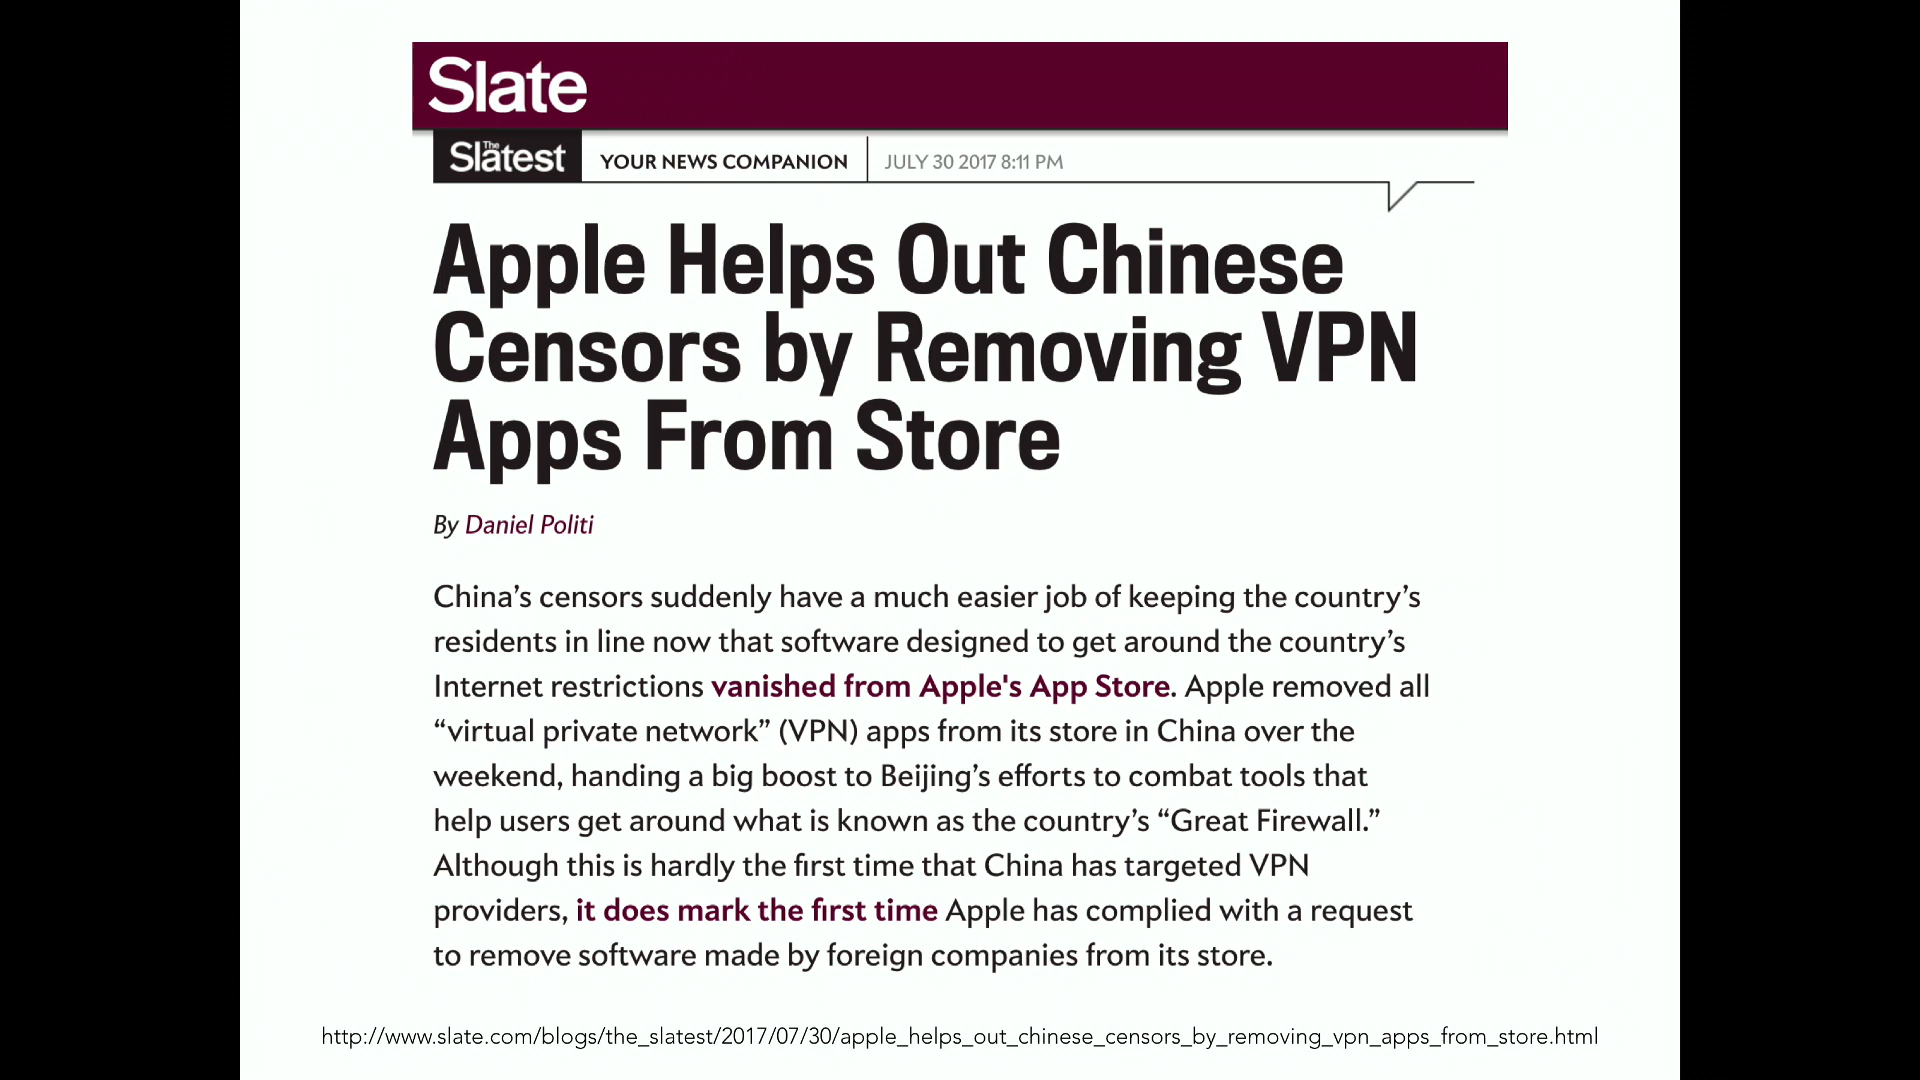 Slate
The Slatest YOUR NEWS COMPANION JULY 30 2017 8:11 PM
Apple Helps Out Chinese
Censors by Removing VPN
Apps From Store
By Daniel Politi
China’s censors suddenly have a much easier job of keeping the country’s
residents in line now that software designed to get around the country’s
Internet restrictions vanished from Apple's App Store. Apple removed all
“virtual private network” (VPN) apps from its store in China over the
weekend, handing a big boost to Beijing’s efforts to combat tools that
help users get around what is known as the country’s “Great Firewall.”
Although this is hardly the first time that China has targeted VPN
providers, it does mark the first time Apple has complied with a request
to remove software made by foreign companies from its store.
http://www.slate.com/blogs/the_slatest/2017/07/30/apple_helps_out_chinese_censors_by_removing_vpn_apps_from_store.html